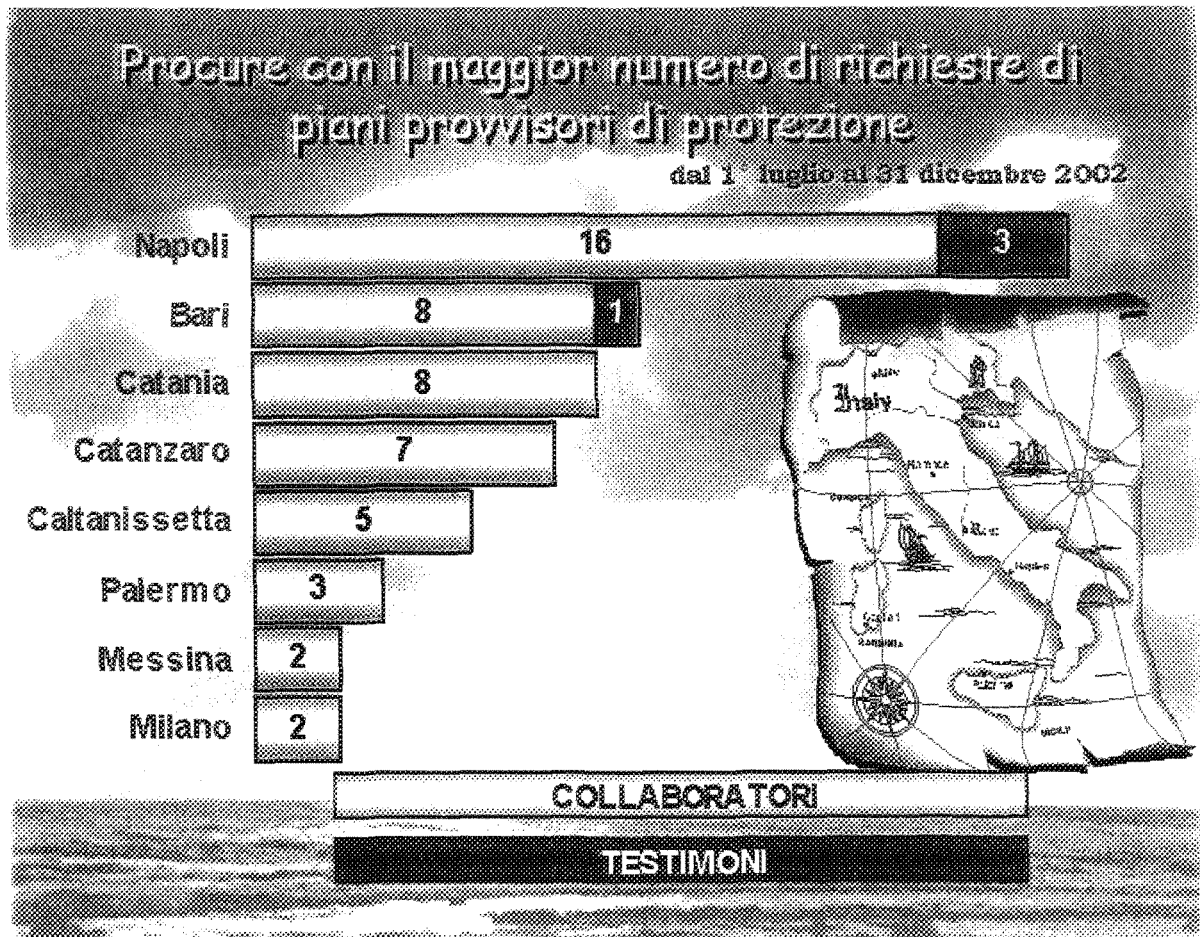 Procure con il maggior numero di richieste di
piani provvisori di protezione
dal 1° luglio al 31 dicembre 2002
Napoli 16 3
Bari 8 1
Catania 8
Catanzaro 7
Caltanissetta 5
Palermo 3
Messina 2
Milano 2
Italy
SARDINIA
SICILY
COLLABORATORI
TESTIMONI